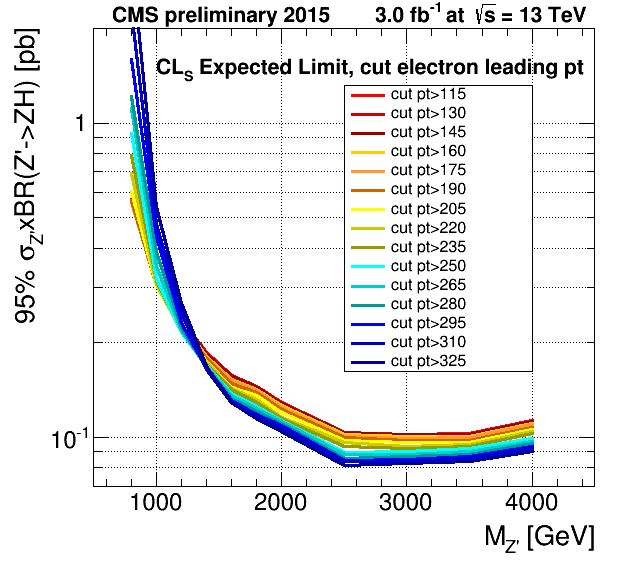 CMS preliminary 2015 3.0 fb⁻¹ at √s = 13 TeV
CLS Expected Limit, cut electron leading pt
cut pt>115
cut pt>130
cut pt>145
cut pt>160
cut pt>175
cut pt>190
cut pt>205
cut pt>220
cut pt>235
cut pt>250
cut pt>265
cut pt>280
cut pt>295
cut pt>310
cut pt>325
95% σZ'xBR(Z'->ZH) [pb]
1
10⁻¹
1000 2000 3000 4000
MZ' [GeV]